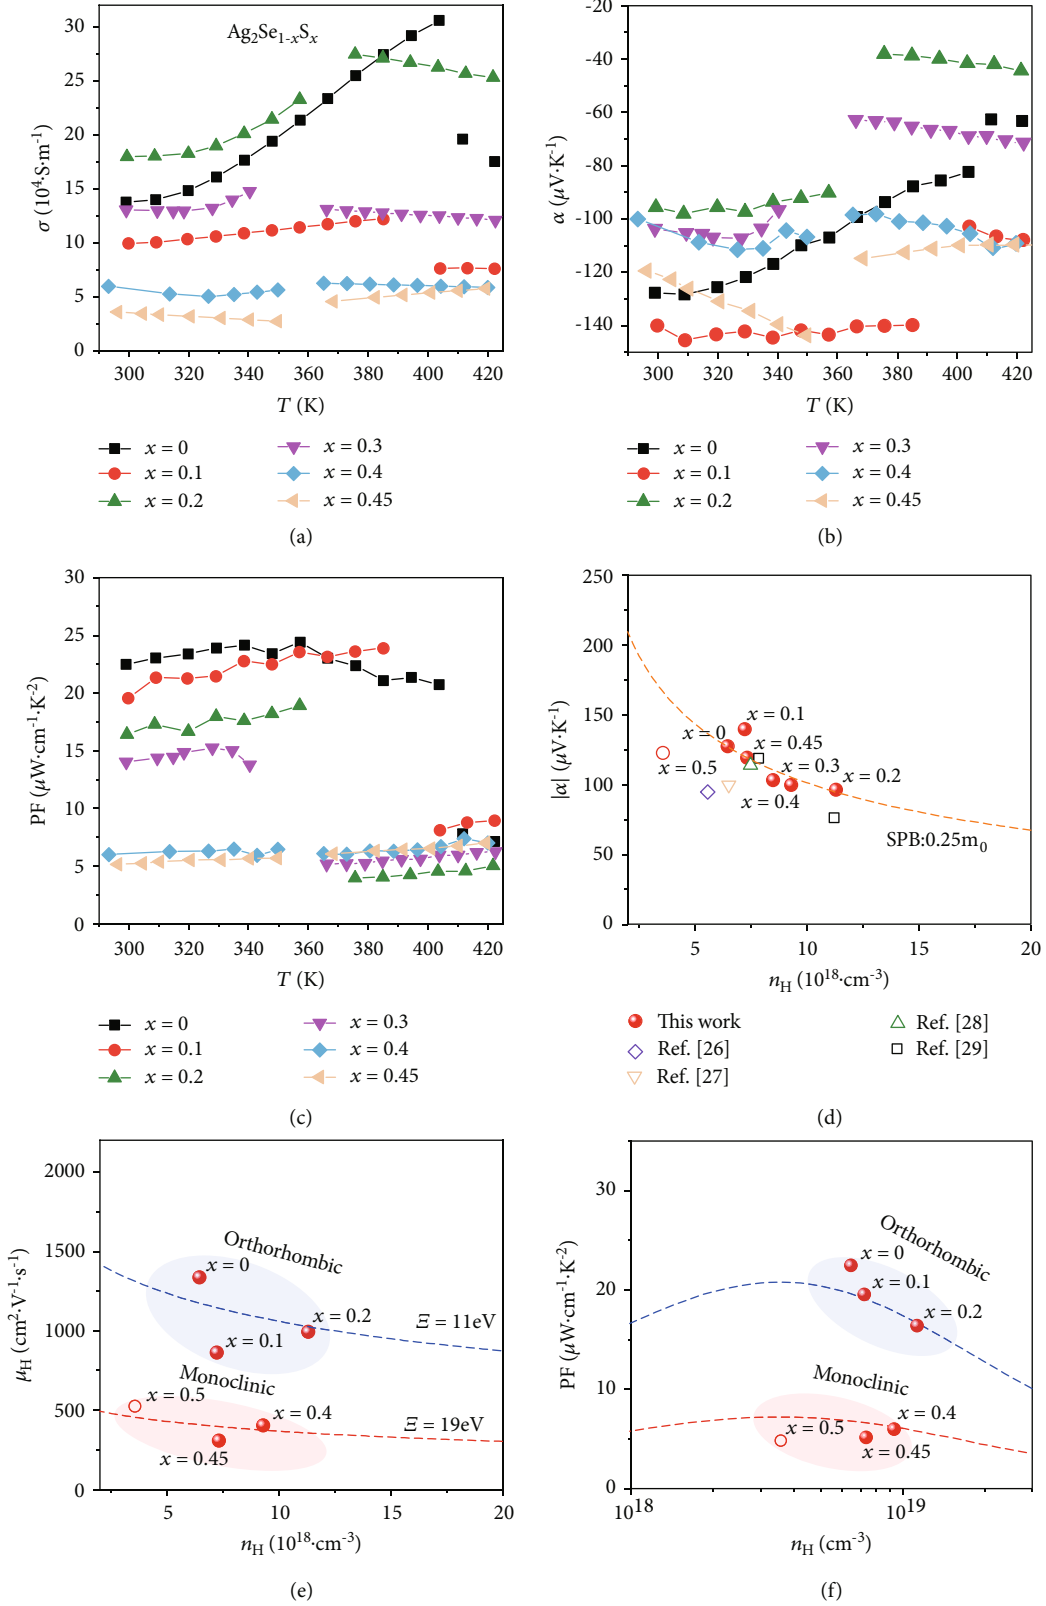 30
25
20
15
10
5
0
σ (10⁴·S·m⁻¹)
Ag₂Se₁₋ₓSₓ
300 320 340 360 380 400 420
T (K)
x = 0
x = 0.1
x = 0.2
x = 0.3
x = 0.4
x = 0.45
(a)
-20
-40
-60
-80
-100
-120
-140
α (μV·K⁻¹)
300 320 340 360 380 400 420
T (K)
x = 0
x = 0.1
x = 0.2
x = 0.3
x = 0.4
x = 0.45
(b)
30
25
20
15
10
5
0
PF (μW·cm⁻¹·K⁻²)
300 320 340 360 380 400 420
T (K)
x = 0
x = 0.1
x = 0.2
x = 0.3
x = 0.4
x = 0.45
(c)
250
200
150
100
50
0
|α| (μV·K⁻¹)
x = 0.1
x = 0
x = 0.45
x = 0.5
x = 0.3
x = 0.2
x = 0.4
SPB:0.25m₀
5 10 15 20
n_H (10¹⁸·cm⁻³)
This work
Ref. [26]
Ref. [27]
Ref. [28]
Ref. [29]
(d)
2000
1500
1000
500
0
μ_H (cm²·V⁻¹·s⁻¹)
Orthorhombic
x = 0
x = 0.2
x = 0.1
Ξ = 11eV
Monoclinic
x = 0.5
x = 0.4
x = 0.45
Ξ = 19eV
5 10 15 20
n_H (10¹⁸·cm⁻³)
(e)
30
20
10
0
PF (μW·cm⁻¹·K⁻²)
Orthorhombic
x = 0
x = 0.1
x = 0.2
Monoclinic
x = 0.5
x = 0.4
x = 0.45
10¹⁸ 10¹⁹
n_H (cm⁻³)
(f)